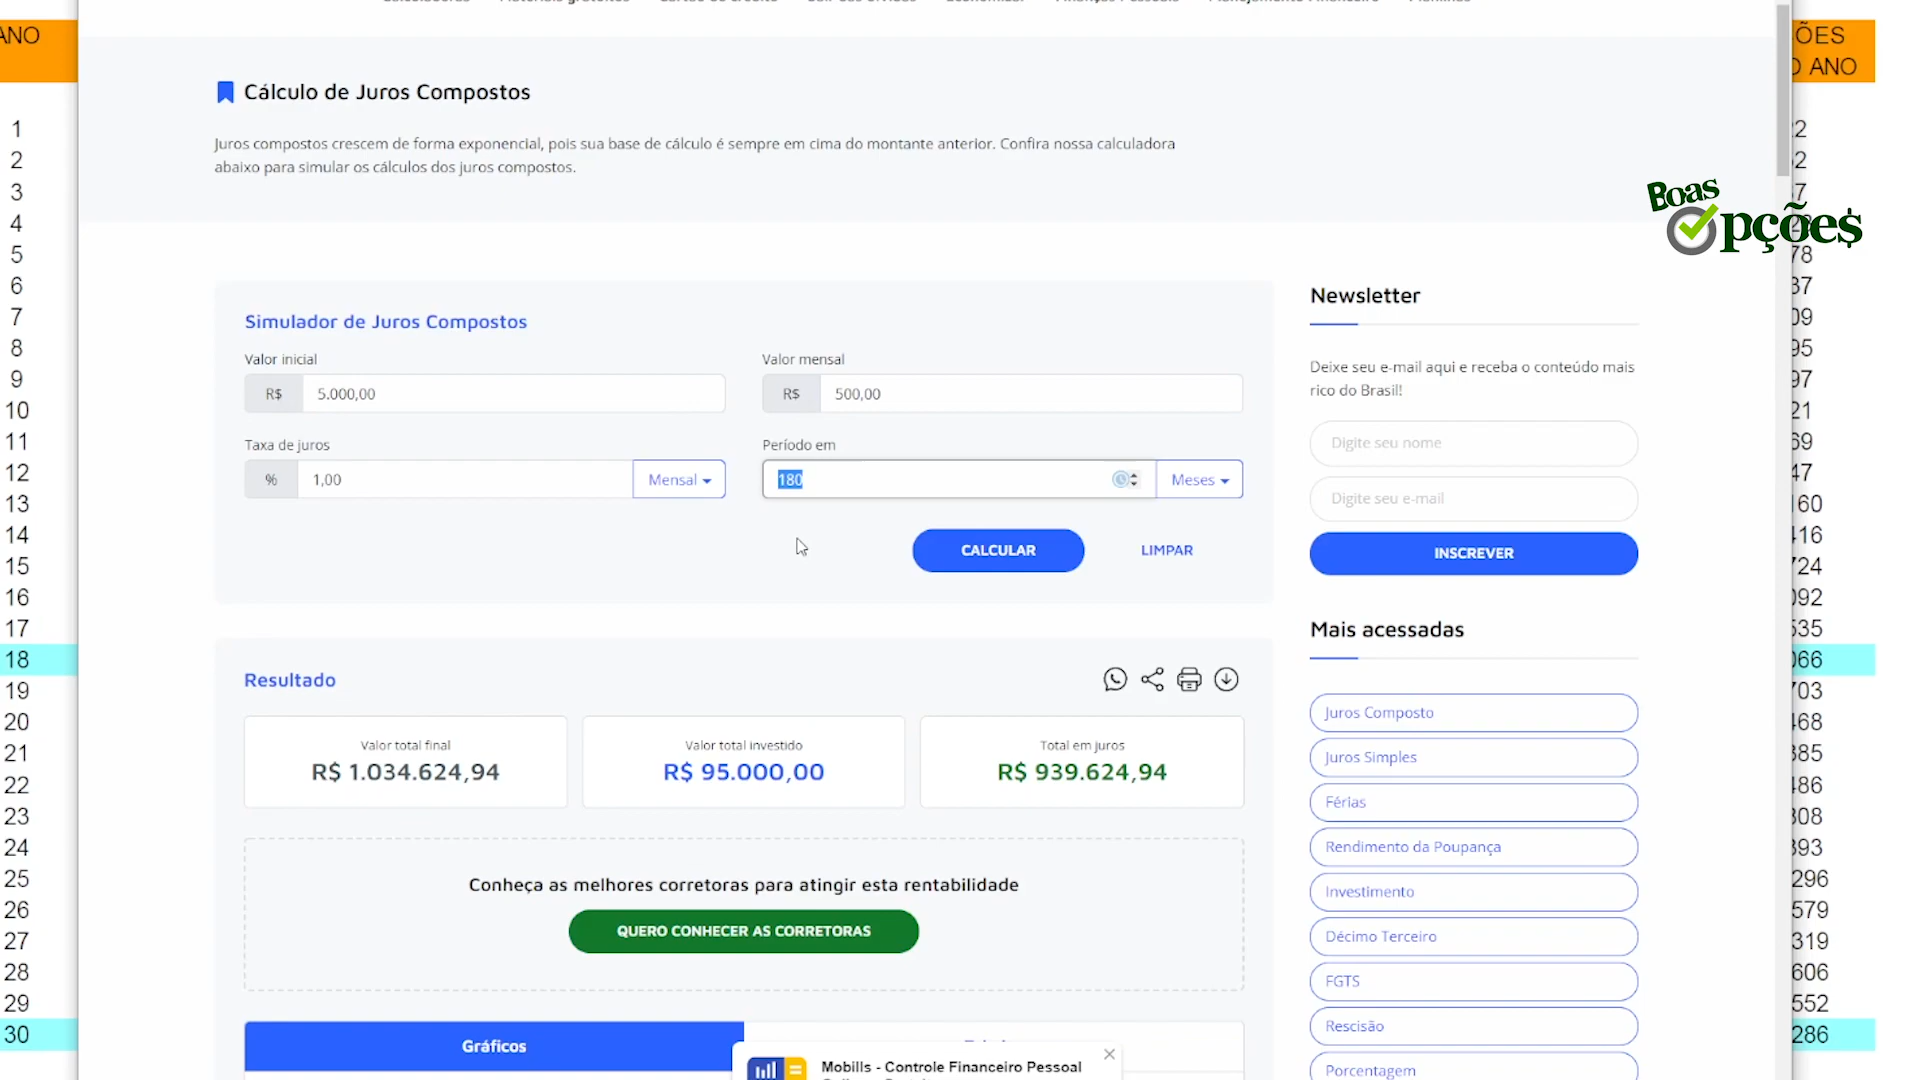 ANO
ÕES
ANO
1
2
3
4
5
6
7
8
9
10
11
12
13
14
15
16
17
18
19
20
21
22
23
24
25
26
27
28
29
30
Cálculo de Juros Compostos
Juros compostos crescem de forma exponencial, pois sua base de cálculo é sempre em cima do montante anterior. Confira nossa calculadora
abaixo para simular os cálculos dos juros compostos.
Boas
Opções
Simulador de Juros Compostos
Valor inicial
Valor mensal
R$ 5.000,00
R$ 500,00
Taxa de juros
Período em
% 1,00 Mensal
180 Meses
CALCULAR
LIMPAR
Resultado
Valor total final
R$ 1.034.624,94
Valor total investido
R$ 95.000,00
Total em juros
R$ 939.624,94
Conheça as melhores corretoras para atingir esta rentabilidade
QUERO CONHECER AS CORRETORAS
Gráficos
Mobills - Controle Financeiro Pessoal
Newsletter
Deixe seu e-mail aqui e receba o conteúdo mais
rico do Brasil!
Digite seu nome
Digite seu e-mail
INSCREVER
Mais acessadas
Juros Composto
Juros Simples
Férias
Rendimento da Poupança
Investimento
Décimo Terceiro
FGTS
Rescisão
Porcentagem